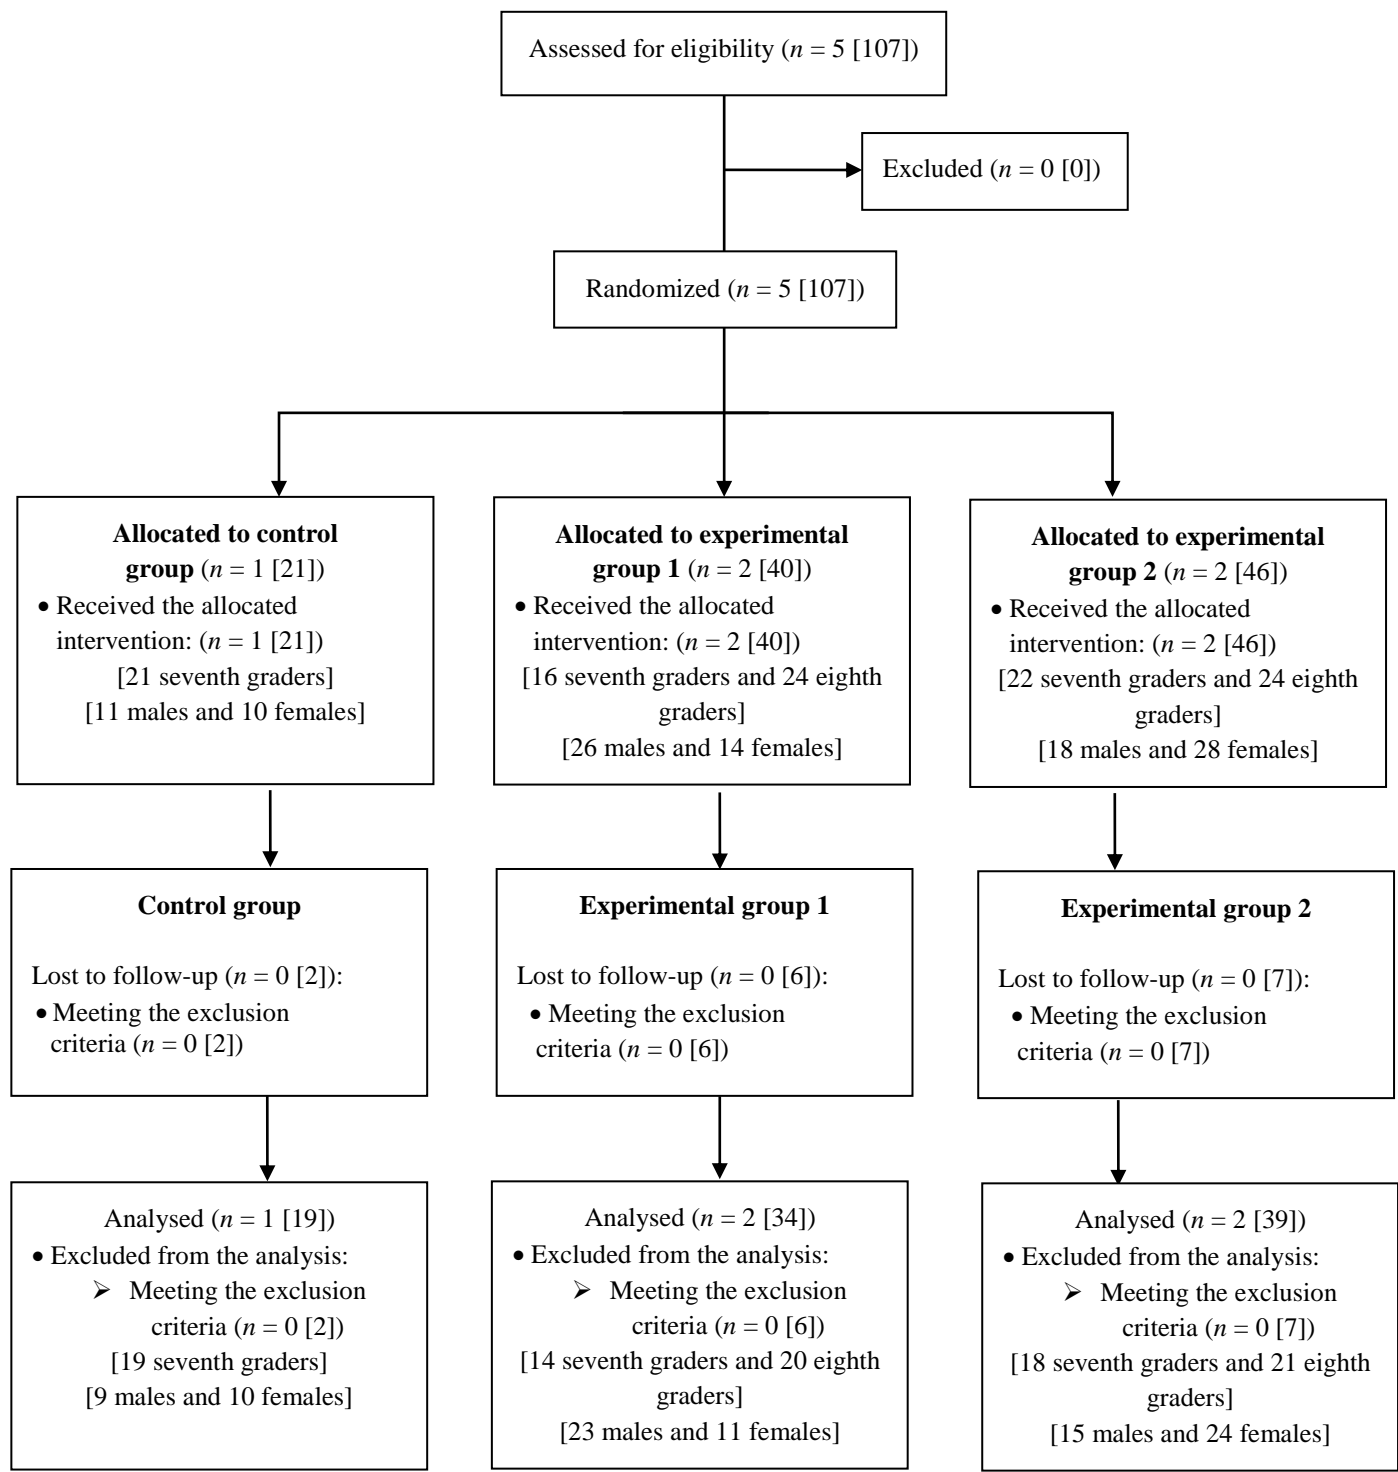 Assessed for eligibility (n = 5 [107])
Excluded (n = 0 [0])
Randomized (n = 5 [107])
Allocated to control
group (n = 1 [21])
• Received the allocated
intervention: (n = 1 [21])
[21 seventh graders]
[11 males and 10 females]
Allocated to experimental
group 1 (n = 2 [40])
• Received the allocated
intervention: (n = 2 [40])
[16 seventh graders and 24 eighth
graders]
[26 males and 14 females]
Allocated to experimental
group 2 (n = 2 [46])
• Received the allocated
intervention: (n = 2 [46])
[22 seventh graders and 24 eighth
graders]
[18 males and 28 females]
Control group
Lost to follow-up (n = 0 [2]):
• Meeting the exclusion
criteria (n = 0 [2])
Experimental group 1
Lost to follow-up (n = 0 [6]):
• Meeting the exclusion
criteria (n = 0 [6])
Experimental group 2
Lost to follow-up (n = 0 [7]):
• Meeting the exclusion
criteria (n = 0 [7])
Analysed (n = 1 [19])
• Excluded from the analysis:
➢ Meeting the exclusion
criteria (n = 0 [2])
[19 seventh graders]
[9 males and 10 females]
Analysed (n = 2 [34])
• Excluded from the analysis:
➢ Meeting the exclusion
criteria (n = 0 [6])
[14 seventh graders and 20 eighth
graders]
[23 males and 11 females]
Analysed (n = 2 [39])
• Excluded from the analysis:
➢ Meeting the exclusion
criteria (n = 0 [7])
[18 seventh graders and 21 eighth
graders]
[15 males and 24 females]